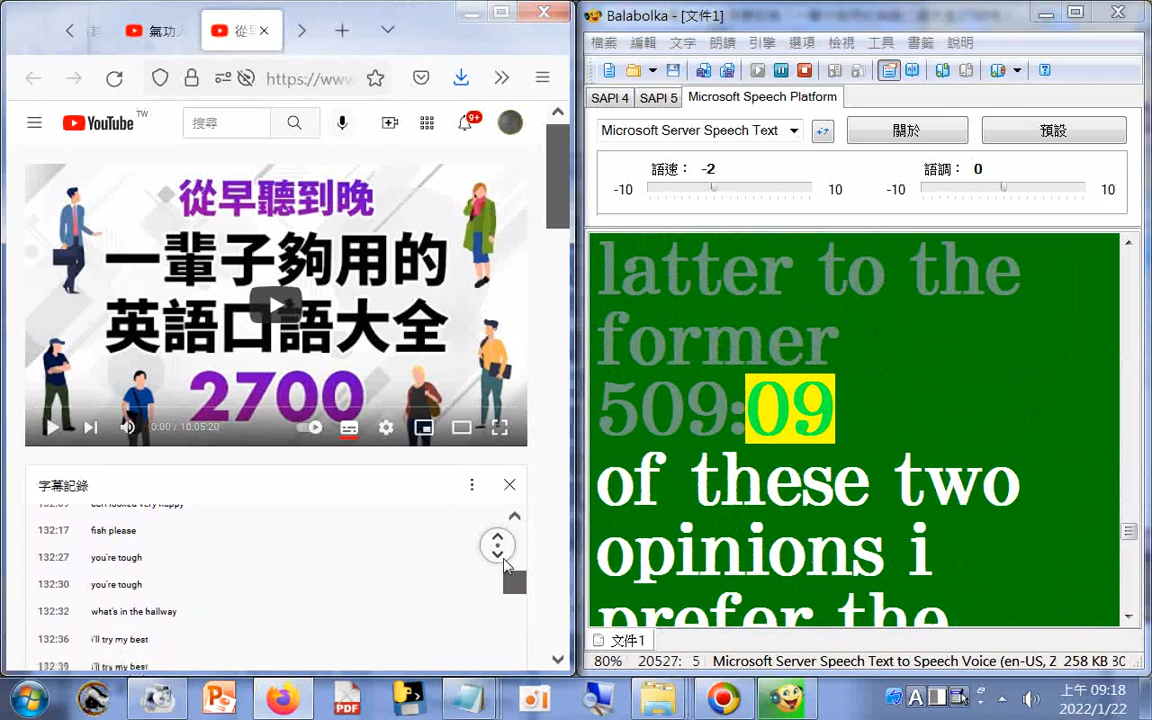 氣功
從
https://www
YouTube TW
搜尋
9+
從早聽到晚
一輩子夠用的
英語口語大全
2700
0:00 / 10:05:20
字幕記錄
132:17 fish please
132:27 you're tough
132:30 you're tough
132:32 what's in the hallway
132:36 i'll try my best
132:39 i'll try my best
Balabolka - [文件1]
檔案 編輯 文字 朗讀 引擎 選項 檢視 工具 書籤 說明
SAPI 4 SAPI 5 Microsoft Speech Platform
Microsoft Server Speech Text
關於
預設
語速： -2
語調： 0
-10 10 -10 10
latter to the
former
509:09
of these two
opinions i
prefer the
文件1
80% 20527: 5 Microsoft Server Speech Text to Speech Voice (en-US, Z 258 KB
PDF
A
上午 09:18
2022/1/22